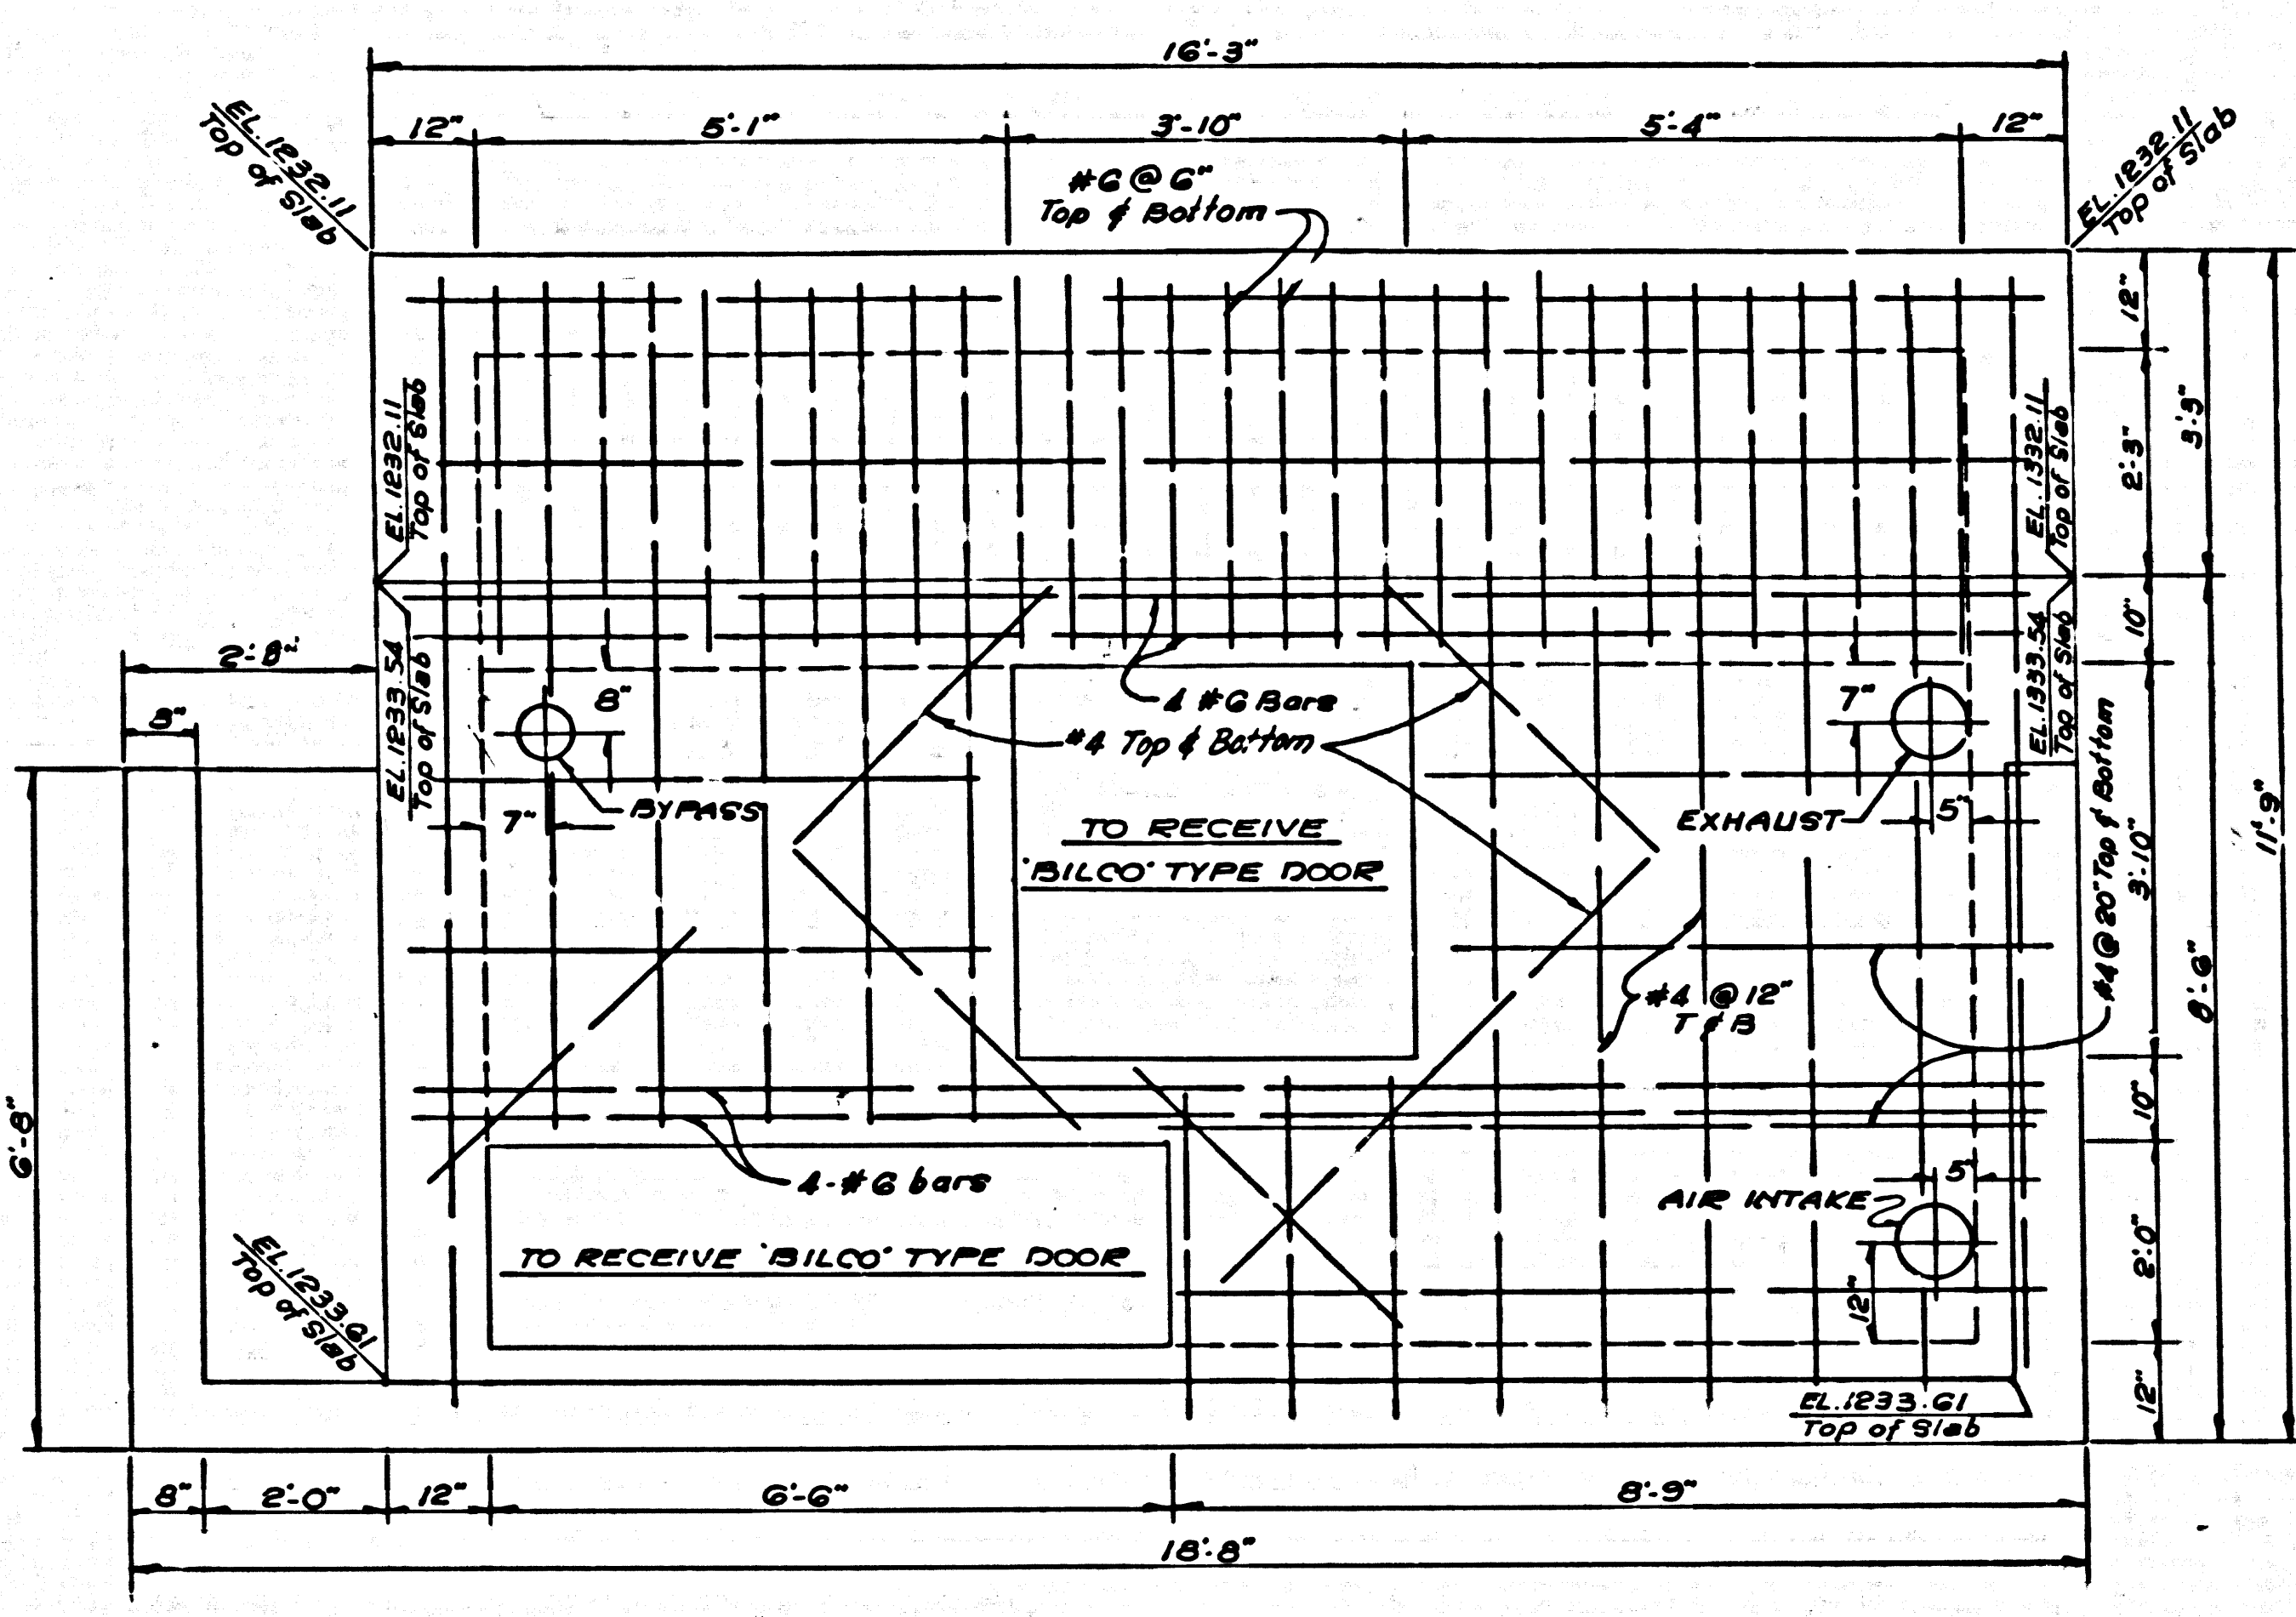 16'-3"
12"
5'-1"
3'-10"
5'-4"
12"
EL. 1232.11
Top of Slab
EL. 1232.11
Top of Slab
#6 @ 6"
Top & Bottom
12"
2'-3"
3'-3"
EL. 1232.11
Top of Slab
EL. 1332.11
Top of Slab
10"
2'-8"
8"
EL. 1233.54
Top of Slab
EL. 1333.54
Top of Slab
8"
7"
4 #6 Bars
#4 Top & Bottom
BYPASS
7"
EXHAUST
5"
TO RECEIVE
'BILCO' TYPE DOOR
#4 @ 20" Top & Bottom
3'-10"
11'-9"
8'-6"
#4 @ 12"
T & B
6'-8"
10"
4-#6 bars
AIR INTAKE
5"
TO RECEIVE 'BILCO' TYPE DOOR
2'-0"
12"
EL. 1233.61
Top of Slab
EL. 1233.61
Top of Slab
12"
8"
2'-0"
12"
6'-6"
8'-9"
18'-8"